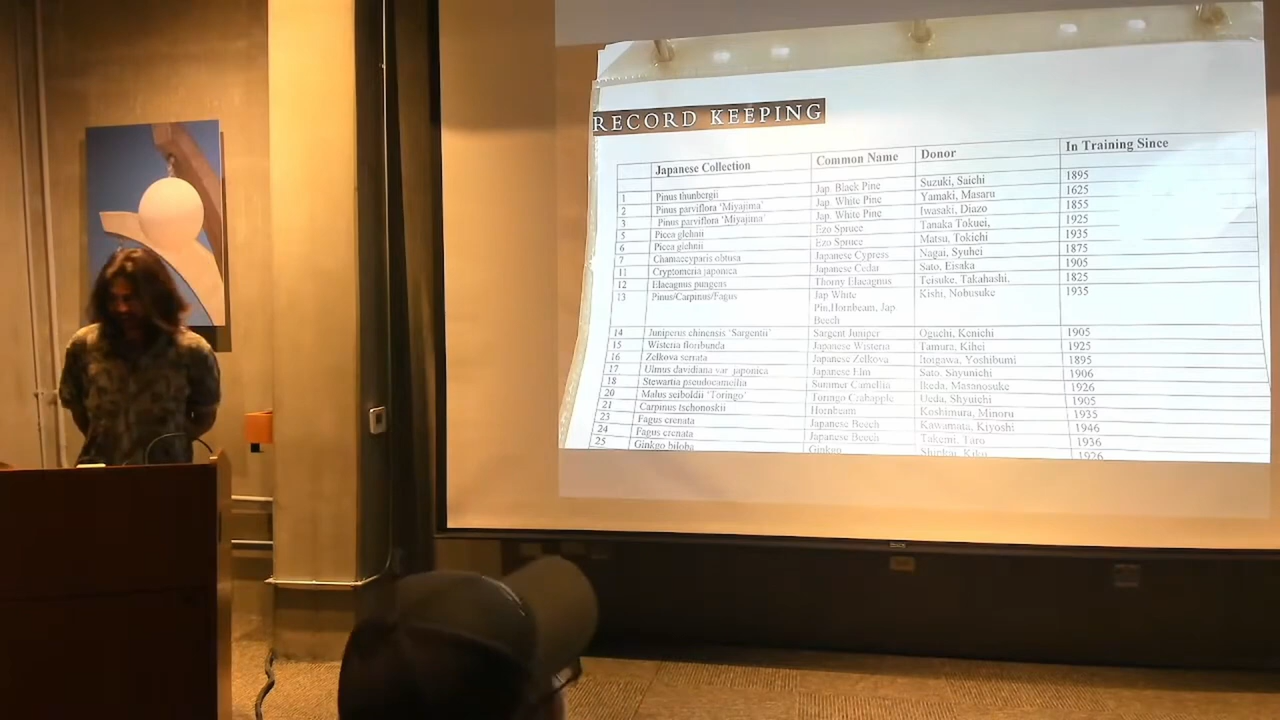 RECORD KEEPING
Japanese Collection Common Name Donor In Training Since
1 Pinus thunbergii Jap. Black Pine Suzuki, Saichi 1895
2 Pinus parviflora 'Miyajima' Jap. White Pine Yamaki, Masaru 1625
3 Pinus parviflora 'Miyajima' Jap. White Pine Iwasaki, Diazo 1855
5 Picea glehnii Ezo Spruce Tanaka Tokuei, 1925
6 Picea glehnii Ezo Spruce Matsu, Tokichi 1935
7 Chamaecyparis obtusa Japanese Cypress Nagai, Syuhei 1875
11 Cryptomeria japonica Japanese Cedar Sato, Eisaka 1905
12 Elaeagnus pungens Thorny Elaeagnus Teisuke, Takahashi, 1825
13 Pinus/Carpinus/Fagus Jap White Kishi, Nobusuke 1935
Pin,Hornbeam, Jap
Beech
14 Juniperus chinensis 'Sargentii' Sargent Juniper Oguchi, Kenichi 1905
15 Wisteria floribunda Japanese Wisteria Tamura, Kihei 1925
16 Zelkova serrata Japanese Zelkova Itoigawa, Yoshibumi 1895
17 Ulmus davidiana var japonica Japanese Elm Sato, Shyunichi 1906
18 Stewartia pseudocamellia Summer Camellia Ikeda, Masanosuke 1926
20 Malus seiboldii 'Toringo' Toringo Crabapple Ueda, Shyuichi 1905
21 Carpinus tschonoskii Hornbeam Koshimura, Minoru 1935
23 Fagus crenata Japanese Beech Kawamata, Kiyoshi 1946
24 Fagus crenata Japanese Beech Takemi, Taro 1936
25 Ginkgo biloba Ginkgo 1926